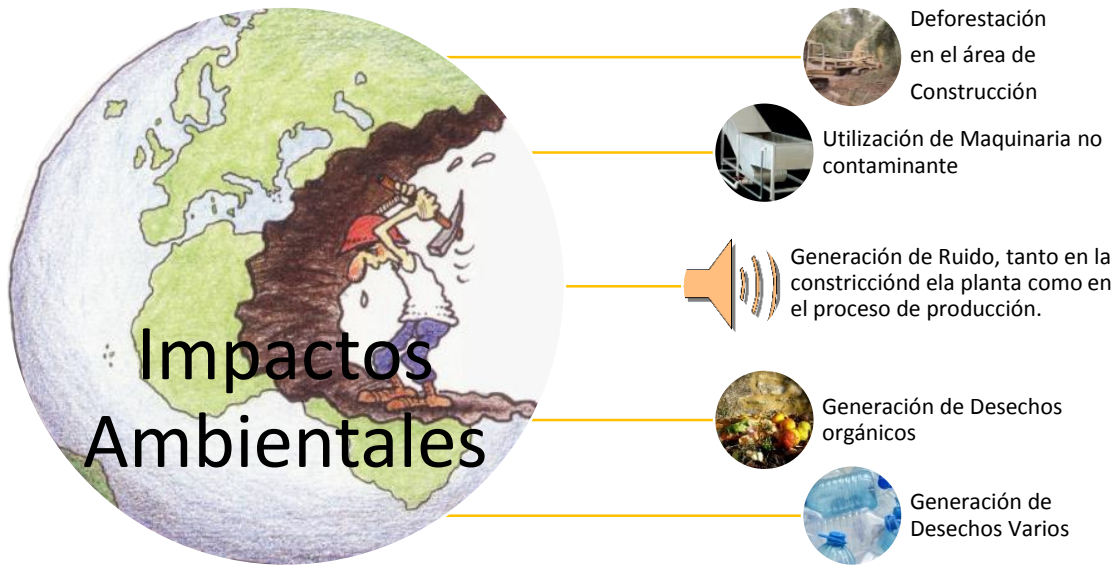 Impactos
Ambientales
Deforestación
en el área de
Construcción
Utilización de Maquinaria no
contaminante
Generación de Ruido, tanto en la
constricciónd ela planta como en
el proceso de producción.
Generación de Desechos
orgánicos
Generación de
Desechos Varios